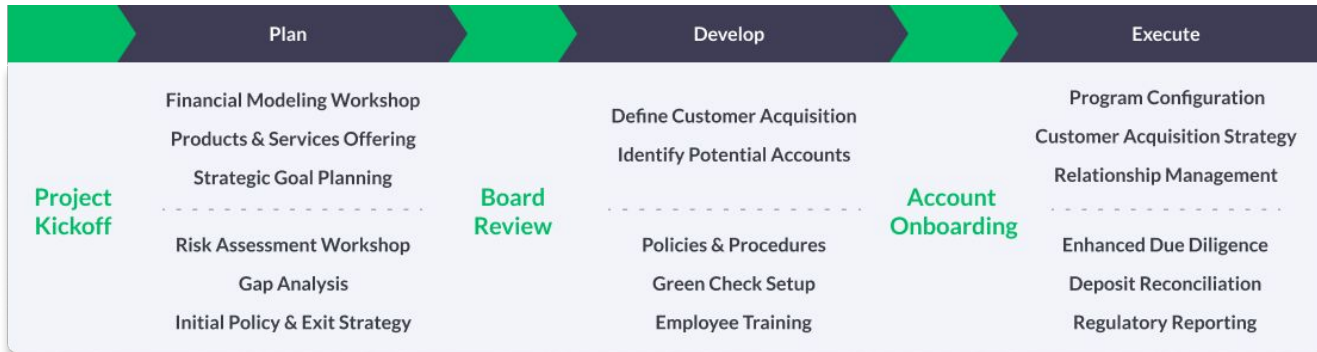 Plan
Develop
Execute
Project
Kickoff
Financial Modeling Workshop
Products & Services Offering
Strategic Goal Planning
Risk Assessment Workshop
Gap Analysis
Initial Policy & Exit Strategy
Board
Review
Define Customer Acquisition
Identify Potential Accounts
Policies & Procedures
Green Check Setup
Employee Training
Account
Onboarding
Program Configuration
Customer Acquisition Strategy
Relationship Management
Enhanced Due Diligence
Deposit Reconciliation
Regulatory Reporting